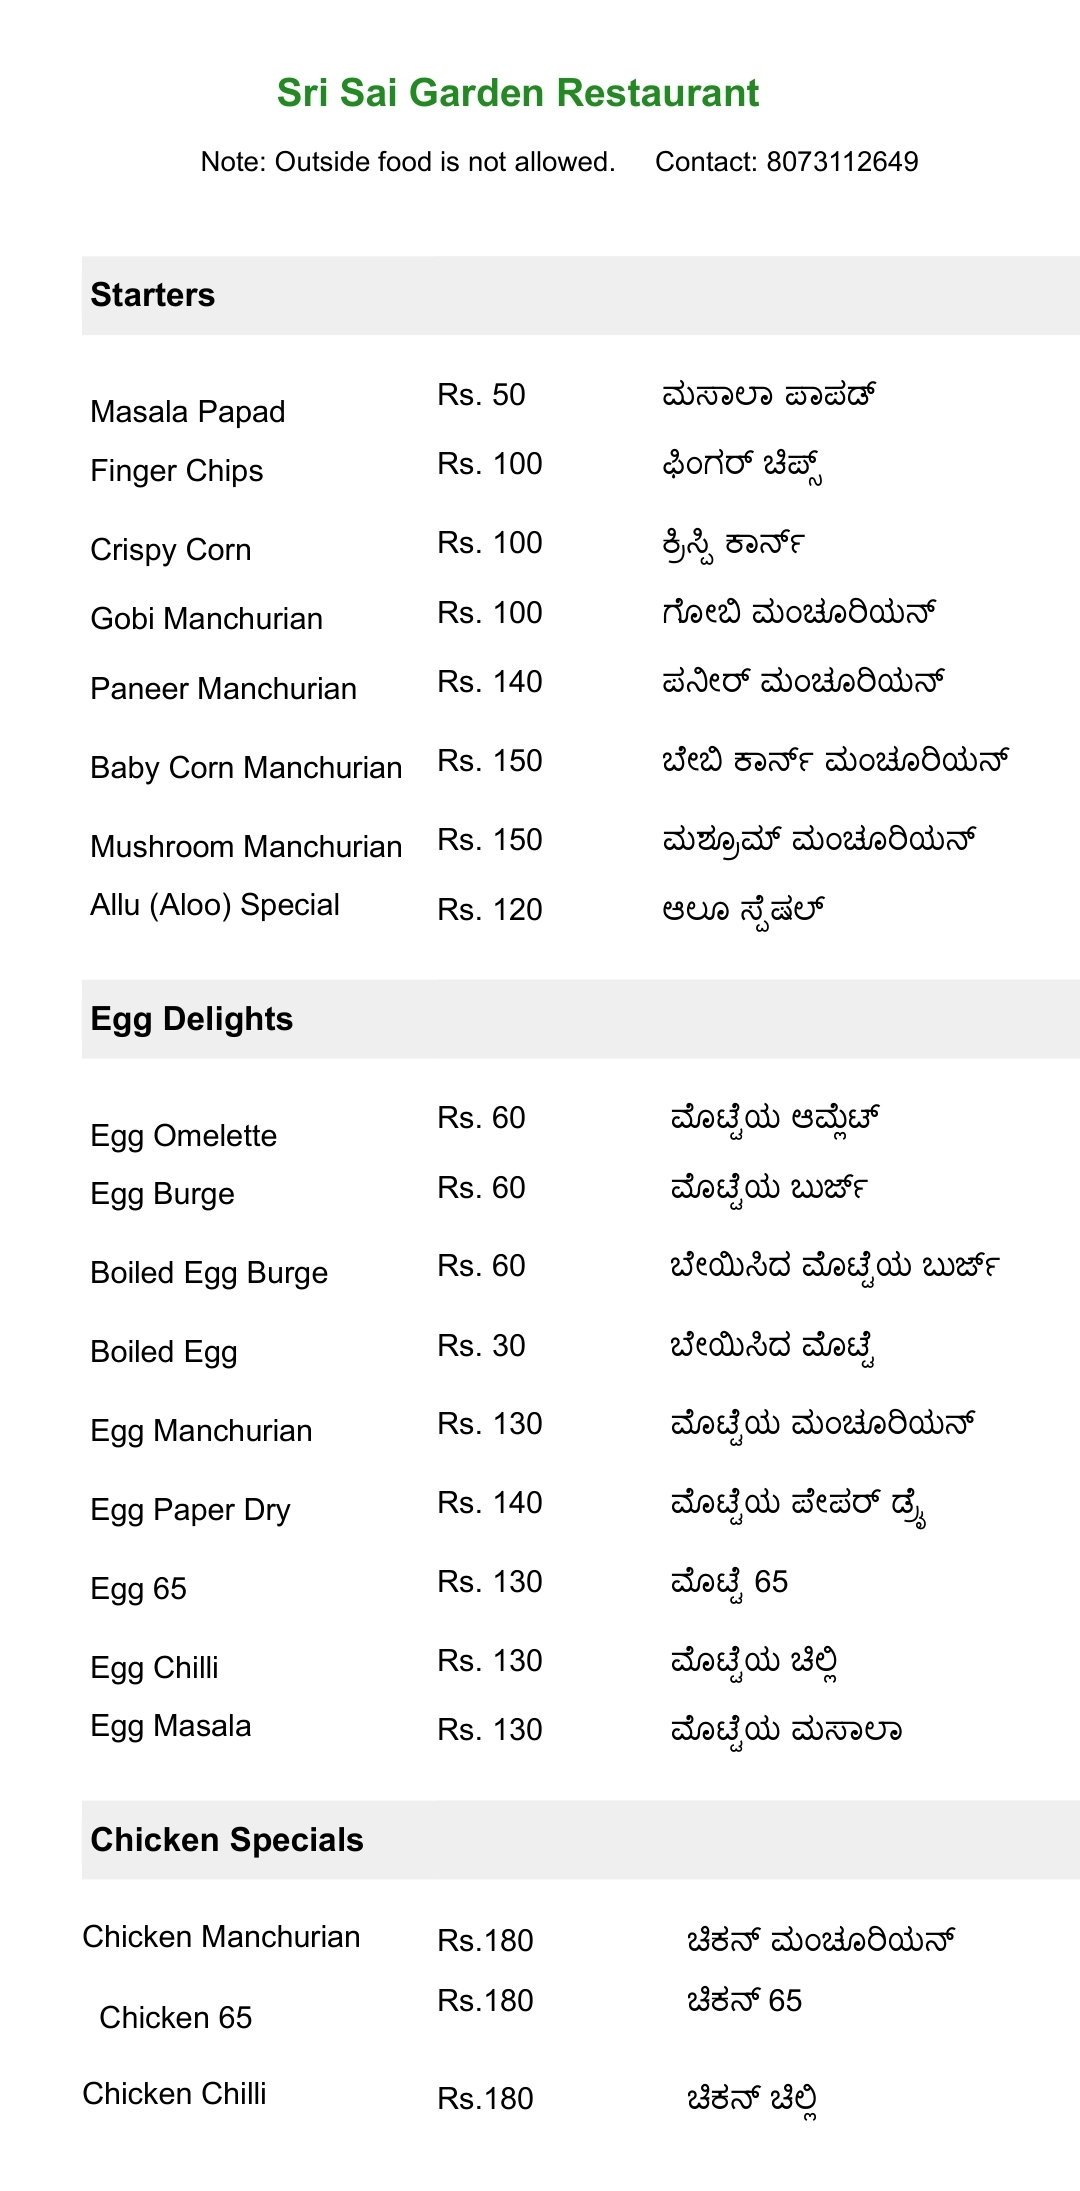 Sri Sai Garden Restaurant
Note: Outside food is not allowed. Contact: 8073112649
Starters
Masala Papad Rs. 50 ಮಸಾಲಾ ಪಾಪಡ್
Finger Chips Rs. 100 ಫಿಂಗರ್ ಚಿಪ್ಸ್
Crispy Corn Rs. 100 ಕ್ರಿಸ್ಪಿ ಕಾರ್ನ್
Gobi Manchurian Rs. 100 ಗೋಬಿ ಮಂಚೂರಿಯನ್
Paneer Manchurian Rs. 140 ಪನೀರ್ ಮಂಚೂರಿಯನ್
Baby Corn Manchurian Rs. 150 ಬೇಬಿ ಕಾರ್ನ್ ಮಂಚೂರಿಯನ್
Mushroom Manchurian Rs. 150 ಮಶ್ರೂಮ್ ಮಂಚೂರಿಯನ್
Allu (Aloo) Special Rs. 120 ಆಲೂ ಸ್ಪೆಷಲ್
Egg Delights
Egg Omelette Rs. 60 ಮೊಟ್ಟೆಯ ಆಮ್ಲೆಟ್
Egg Burge Rs. 60 ಮೊಟ್ಟೆಯ ಬುರ್ಜ್
Boiled Egg Burge Rs. 60 ಬೇಯಿಸಿದ ಮೊಟ್ಟೆಯ ಬುರ್ಜ್
Boiled Egg Rs. 30 ಬೇಯಿಸಿದ ಮೊಟ್ಟೆ
Egg Manchurian Rs. 130 ಮೊಟ್ಟೆಯ ಮಂಚೂರಿಯನ್
Egg Paper Dry Rs. 140 ಮೊಟ್ಟೆಯ ಪೇಪರ್ ಡ್ರೈ
Egg 65 Rs. 130 ಮೊಟ್ಟೆ 65
Egg Chilli Rs. 130 ಮೊಟ್ಟೆಯ ಚಿಲ್ಲಿ
Egg Masala Rs. 130 ಮೊಟ್ಟೆಯ ಮಸಾಲಾ
Chicken Specials
Chicken Manchurian Rs.180 ಚಿಕನ್ ಮಂಚೂರಿಯನ್
Chicken 65 Rs.180 ಚಿಕನ್ 65
Chicken Chilli Rs.180 ಚಿಕನ್ ಚಿಲ್ಲಿ